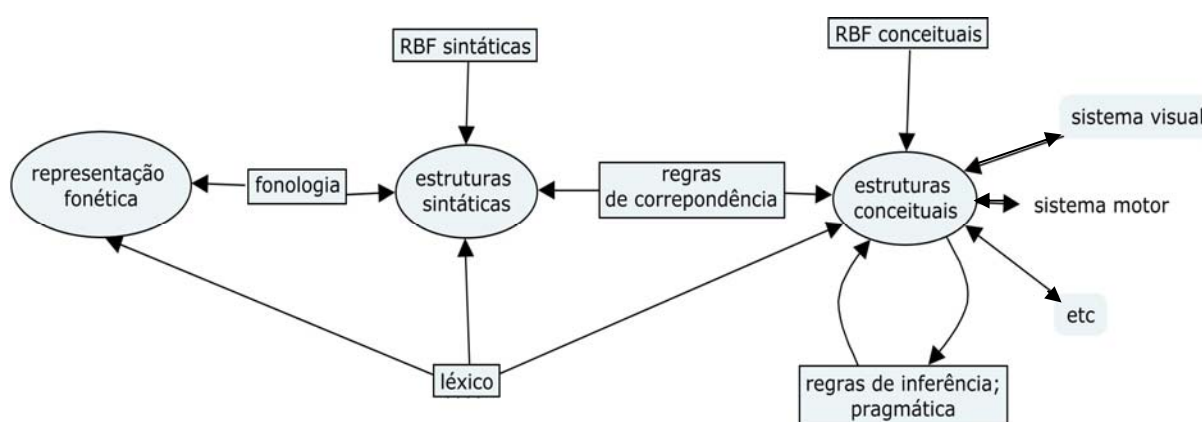 RBF sintáticas
RBF conceituais
sistema visual
representação
fonética
fonologia
estruturas
sintáticas
regras
de correpondência
estruturas
conceituais
sistema motor
etc
léxico
regras de inferência;
pragmática